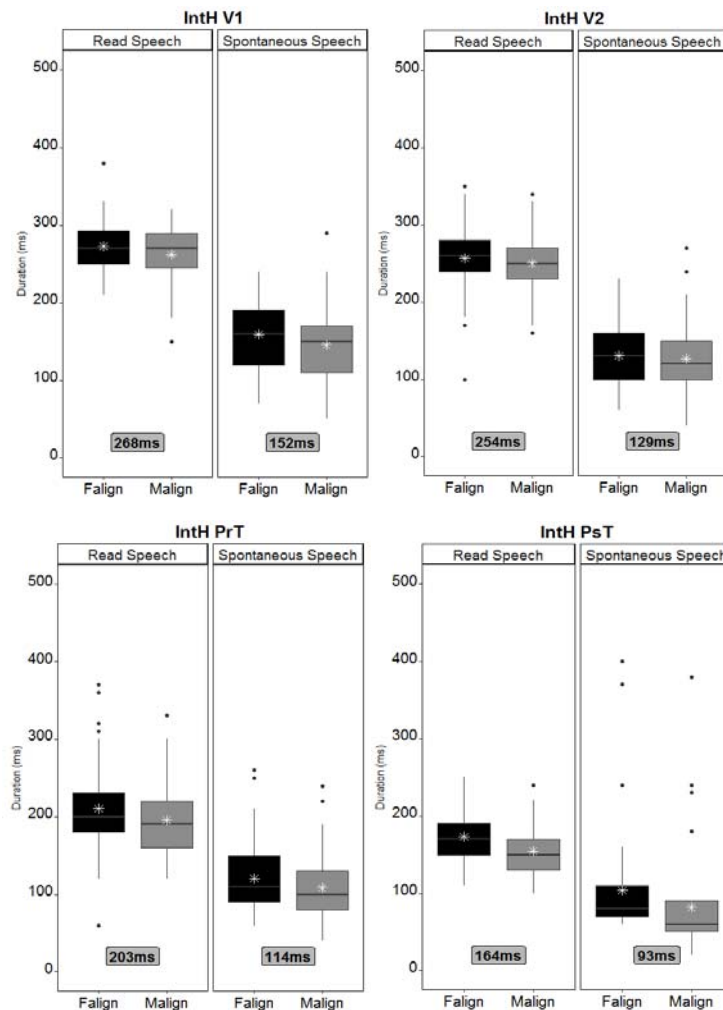 IntH V1
Read Speech Spontaneous Speech
Duration (ms)
500
400
300
200
100
0
268ms 152ms
Falign Malign Falign Malign
IntH V2
Read Speech Spontaneous Speech
Duration (ms)
500
400
300
200
100
0
254ms 129ms
Falign Malign Falign Malign
IntH PrT
Read Speech Spontaneous Speech
Duration (ms)
500
400
300
200
100
0
203ms 114ms
Falign Malign Falign Malign
IntH PsT
Read Speech Spontaneous Speech
Duration (ms)
500
400
300
200
100
0
164ms 93ms
Falign Malign Falign Malign